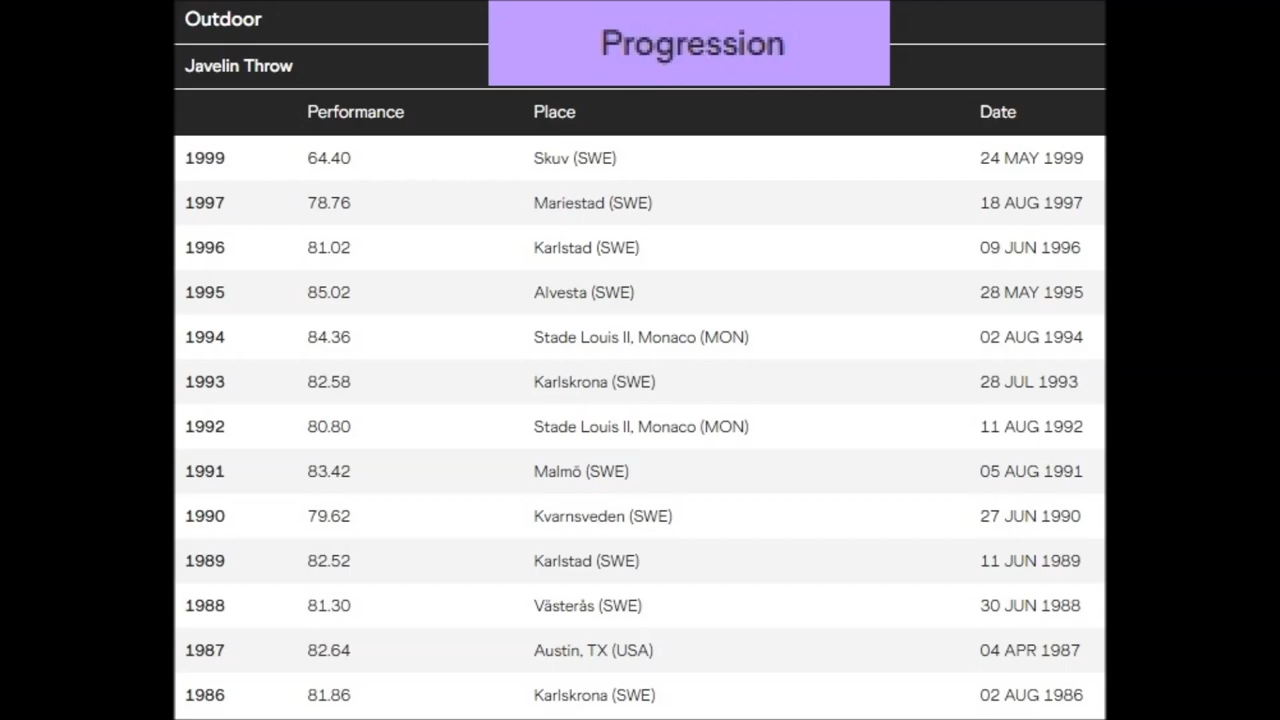 Outdoor
Progression
Javelin Throw
Performance Place Date
1999 64.40 Skuv (SWE) 24 MAY 1999
1997 78.76 Mariestad (SWE) 18 AUG 1997
1996 81.02 Karlstad (SWE) 09 JUN 1996
1995 85.02 Alvesta (SWE) 28 MAY 1995
1994 84.36 Stade Louis II, Monaco (MON) 02 AUG 1994
1993 82.58 Karlskrona (SWE) 28 JUL 1993
1992 80.80 Stade Louis II, Monaco (MON) 11 AUG 1992
1991 83.42 Malmö (SWE) 05 AUG 1991
1990 79.62 Kvarnsveden (SWE) 27 JUN 1990
1989 82.52 Karlstad (SWE) 11 JUN 1989
1988 81.30 Västerås (SWE) 30 JUN 1988
1987 82.64 Austin, TX (USA) 04 APR 1987
1986 81.86 Karlskrona (SWE) 02 AUG 1986